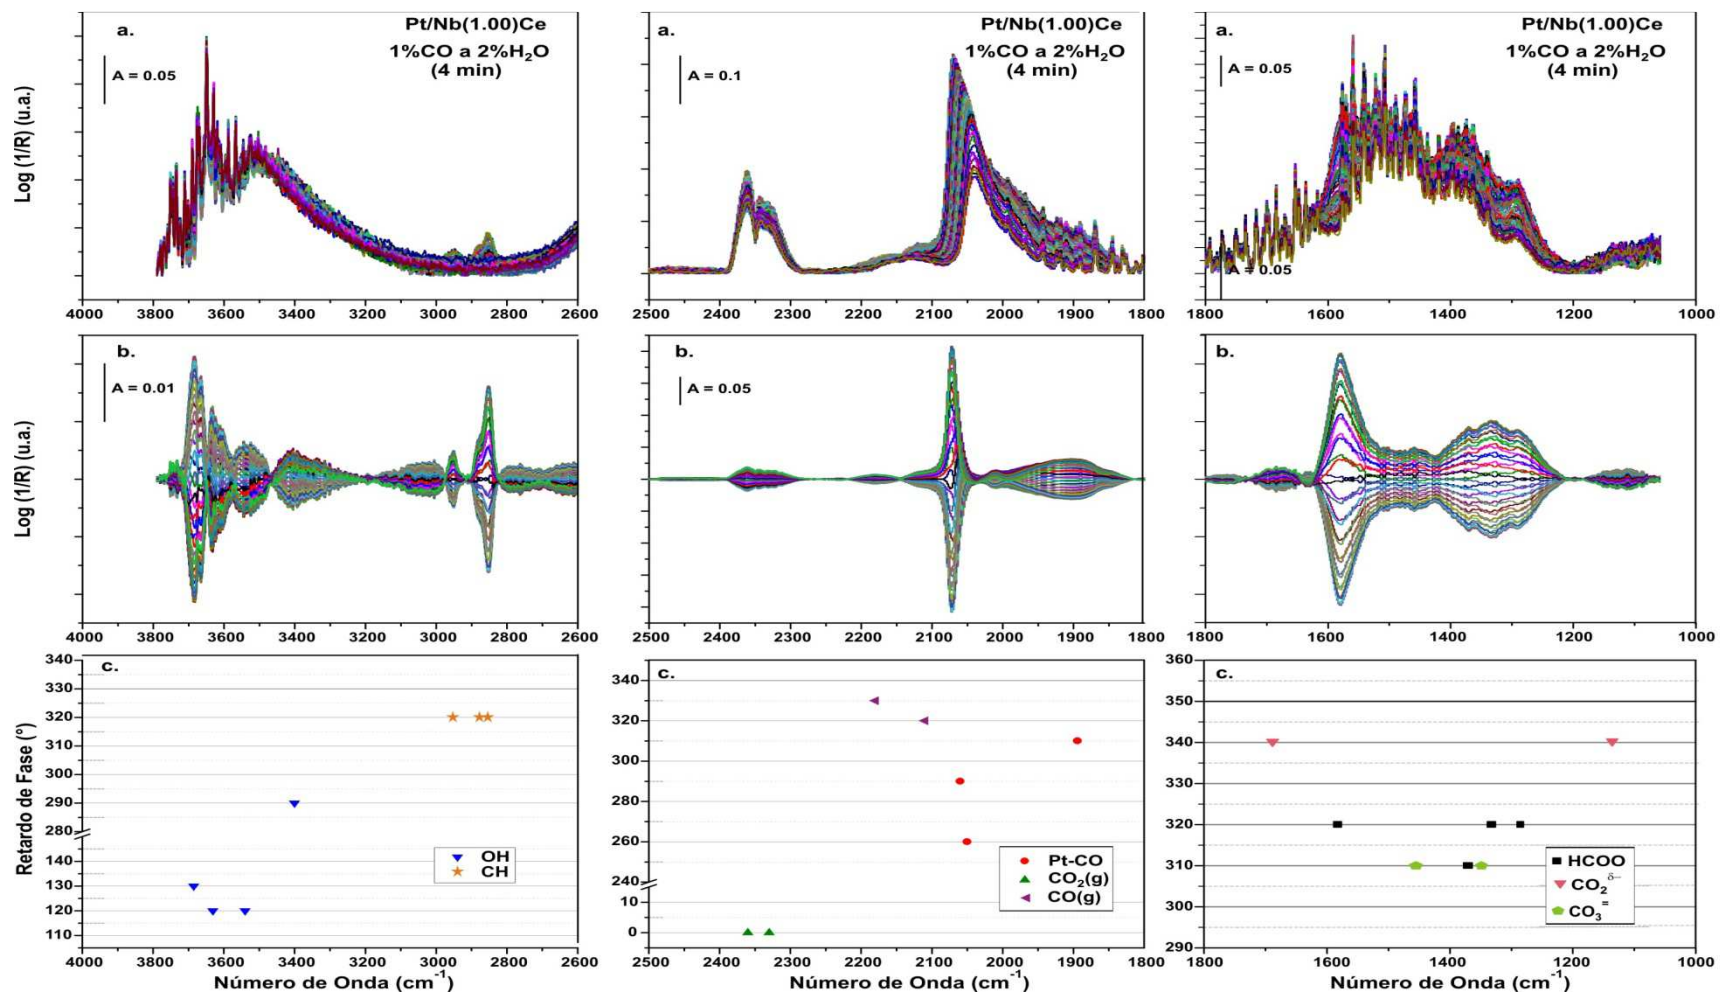 a.
Pt/Nb(1.00)Ce
1%CO a 2%H₂O
(4 min)
A = 0.05
Log (1/R) (u.a.)
4000 3800 3600 3400 3200 3000 2800 2600
a.
Pt/Nb(1.00)Ce
1%CO a 2%H₂O
(4 min)
A = 0.1
2500 2400 2300 2200 2100 2000 1900 1800
a.
Pt/Nb(1.00)Ce
1%CO a 2%H₂O
(4 min)
A = 0.05
A = 0.05
1800 1600 1400 1200 1000
b.
A = 0.01
Log (1/R) (u.a.)
4000 3800 3600 3400 3200 3000 2800 2600
b.
A = 0.05
2500 2400 2300 2200 2100 2000 1900 1800
b.
1800 1600 1400 1200 1000
c.
Retardo de Fase (°)
340
330
320
310
300
290
280
140
130
120
110
OH
CH
4000 3800 3600 3400 3200 3000 2800 2600
Número de Onda (cm⁻¹)
c.
340
320
300
280
260
240
10
0
Pt-CO
CO₂(g)
CO(g)
2500 2400 2300 2200 2100 2000 1900 1800
Número de Onda (cm⁻¹)
c.
360
350
340
330
320
310
300
290
HCOO
CO₂ δ–
CO₃ =
1800 1600 1400 1200 1000
Número de Onda (cm⁻¹)